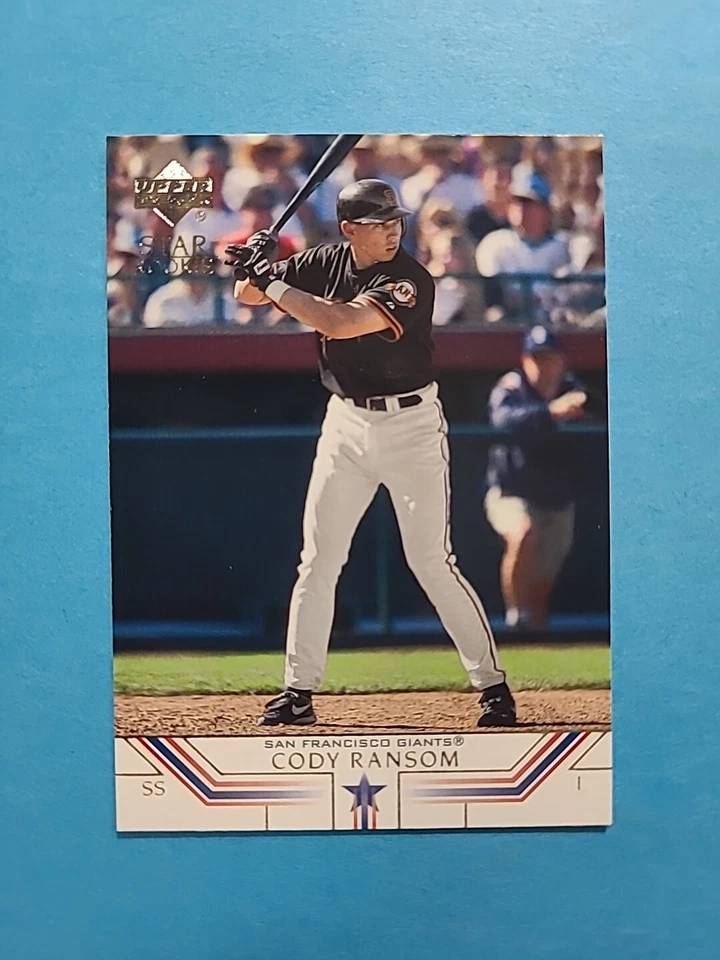 UPPER
DECK
STAR
ROOKIE
SAN FRANCISCO GIANTS®
CODY RANSOM
SS
1